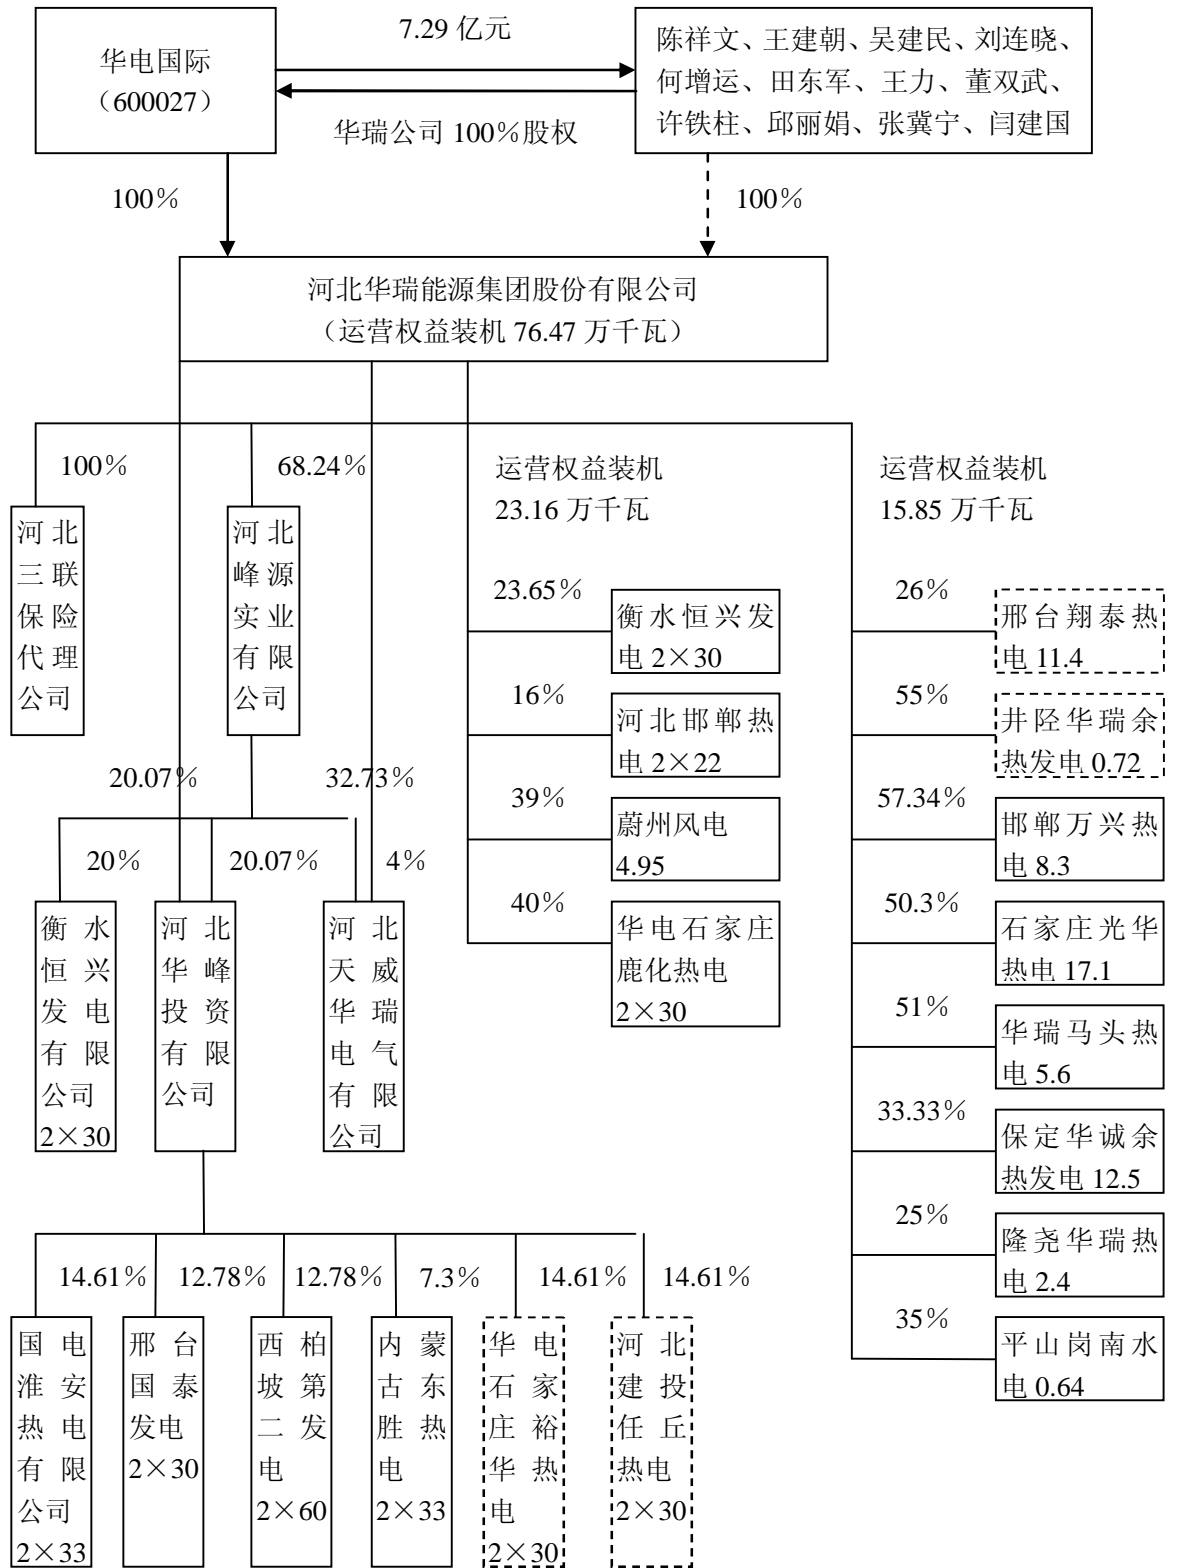 7.29 亿元
华电国际
（600027）
陈祥文、王建朝、吴建民、刘连晓、
何增运、田东军、王力、董双武、
许铁柱、邱丽娟、张冀宁、闫建国
华瑞公司 100%股权
100%
100%
河北华瑞能源集团股份有限公司
（运营权益装机 76.47 万千瓦）
100%
68.24%
运营权益装机
23.16 万千瓦
运营权益装机
15.85 万千瓦
河北
三联
保险
代理
公司
河北
峰源
实业
有限
公司
23.65%
衡水恒兴发
电 2×30
16%
河北邯郸热
电 2×22
39%
蔚州风电
4.95
40%
华电石家庄
鹿化热电
2×30
26%
邢台翔泰热
电 11.4
55%
井陉华瑞余
热发电 0.72
57.34%
邯郸万兴热
电 8.3
50.3%
石家庄光华
热电 17.1
51%
华瑞马头热
电 5.6
33.33%
保定华诚余
热发电 12.5
25%
隆尧华瑞热
电 2.4
35%
平山岗南水
电 0.64
20.07%
32.73%
20%
20.07%
4%
衡水
恒兴
发电
有限
公司
2×30
河北
华峰
投资
有限
公司
河北
天威
华瑞
电气
有限
公司
14.61%
12.78%
12.78%
7.3%
14.61%
14.61%
国电
淮安
热电
有限
公司
2×33
邢台
国泰
发电
2×30
西柏
坡第
二发
电
2×60
内蒙
古东
胜热
电
2×33
华电
石家
庄裕
华热
电
2×30
河北
建投
任丘
热电
2×30